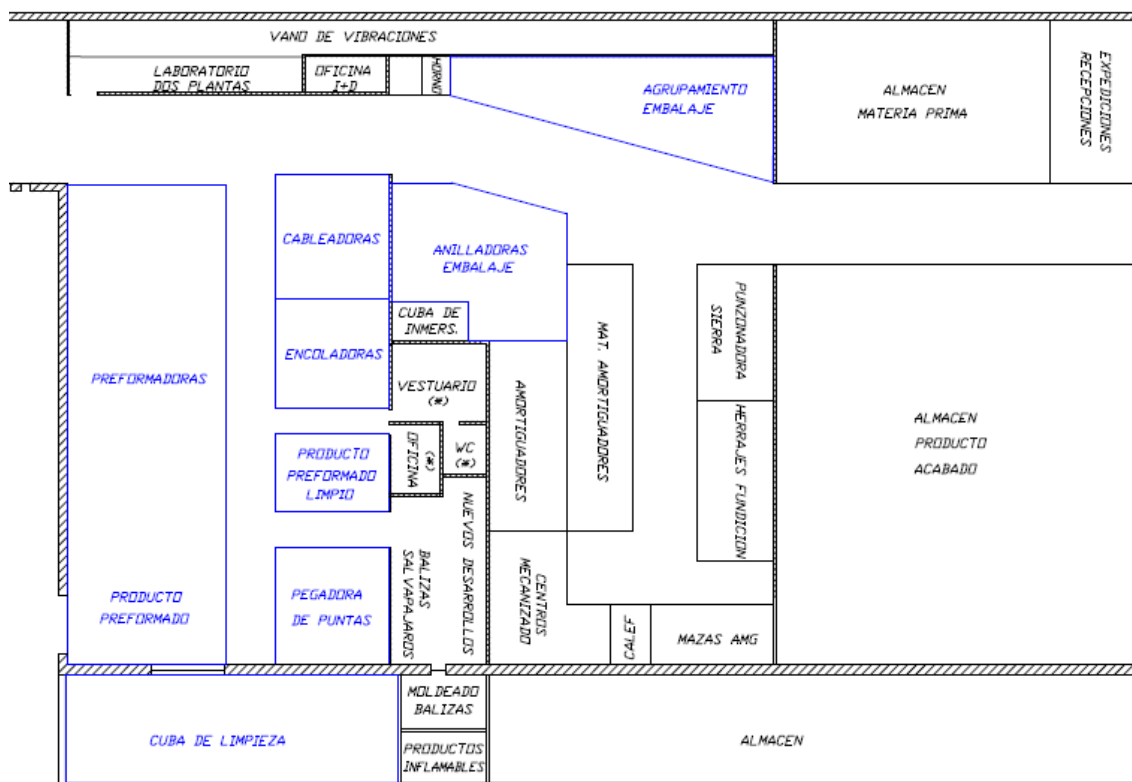 VANO DE VIBRACIONES
LABORATORIO
DOS PLANTAS
OFICINA
I+D
HORNO
AGRUPAMIENTO
EMBALAJE
ALMACEN
MATERIA PRIMA
EXPEDICIONES
RECEPCIONES
CABLEADORAS
ANILLADORAS
EMBALAJE
CUBA DE
INMERS.
ENCOLADORAS
PREFORMADORAS
VESTUARIO
(*)
OFICINA
(*)
WC
(*)
PRODUCTO
PREFORMADO
LIMPIO
AMORTIGUADORES
MAT. AMORTIGUADORES
PUNZONADORA
SIERRA
HERRAJES FUNDICION
ALMACEN
PRODUCTO
ACABADO
PRODUCTO
PREFORMADO
PEGADORA
DE PUNTAS
BALIZAS
SALVAPAJAROS
NUEVOS DESARROLLOS
CENTROS
MECANIZADO
CALEF
MAZAS AMG
CUBA DE LIMPIEZA
MOLDEADO
BALIZAS
PRODUCTOS
INFLAMABLES
ALMACEN